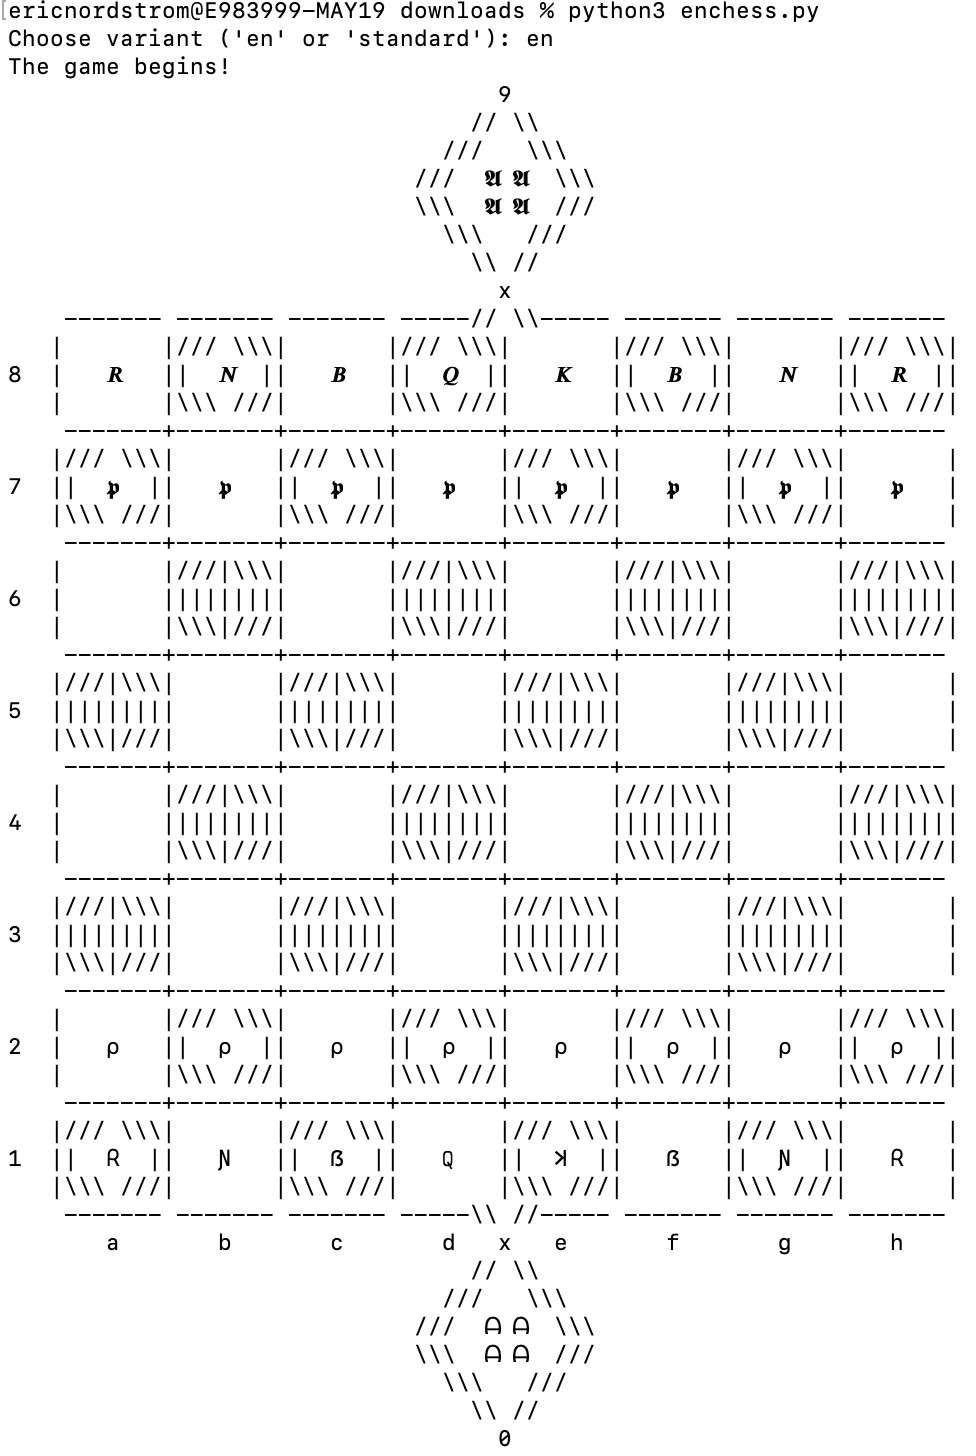 ericnordstrom@E983999-MAY19 downloads % python3 enchess.py
Choose variant ('en' or 'standard'): en
The game begins!
9
// \\
///     \\\
///   𝕬 𝕬   \\\
\\\   𝕬 𝕬   ///
\\\     ///
\\ //
x
------- ------- ------- -----// \\----- ------- ------- -------
|       |/// \\\|       |/// \\\|       |/// \\\|       |/// \\\|
8   |   𝑹   ||  𝑵  ||   𝑩   ||  𝑸  ||   𝑲   ||  𝑩  ||   𝑵   ||  𝑹  ||
|       |\\\ ///|       |\\\ ///|       |\\\ ///|       |\\\ ///|
-------+-------+-------+-------+-------+-------+-------+-------
|/// \\\|       |/// \\\|       |/// \\\|       |/// \\\|       |
7   ||  𝖕  ||   𝖕   ||  𝖕  ||   𝖕   ||  𝖕  ||   𝖕   ||  𝖕  ||   𝖕   |
|\\\ ///|       |\\\ ///|       |\\\ ///|       |\\\ ///|       |
-------+-------+-------+-------+-------+-------+-------+-------
|       |///|\\\|       |///|\\\|       |///|\\\|       |///|\\\|
6   |       |||||||||       |||||||||       |||||||||       |||||||||
|       |\\\|///|       |\\\|///|       |\\\|///|       |\\\|///|
-------+-------+-------+-------+-------+-------+-------+-------
|///|\\\|       |///|\\\|       |///|\\\|       |///|\\\|       |
5   |||||||||       |||||||||       |||||||||       |||||||||       |
|\\\|///|       |\\\|///|       |\\\|///|       |\\\|///|       |
-------+-------+-------+-------+-------+-------+-------+-------
|       |///|\\\|       |///|\\\|       |///|\\\|       |///|\\\|
4   |       |||||||||       |||||||||       |||||||||       |||||||||
|       |\\\|///|       |\\\|///|       |\\\|///|       |\\\|///|
-------+-------+-------+-------+-------+-------+-------+-------
|///|\\\|       |///|\\\|       |///|\\\|       |///|\\\|       |
3   |||||||||       |||||||||       |||||||||       |||||||||       |
|\\\|///|       |\\\|///|       |\\\|///|       |\\\|///|       |
-------+-------+-------+-------+-------+-------+-------+-------
|       |/// \\\|       |/// \\\|       |/// \\\|       |/// \\\|
2   |   ρ   ||  ρ  ||   ρ   ||  ρ  ||   ρ   ||  ρ  ||   ρ   ||  ρ  ||
|       |\\\ ///|       |\\\ ///|       |\\\ ///|       |\\\ ///|
-------+-------+-------+-------+-------+-------+-------+-------
|/// \\\|       |/// \\\|       |/// \\\|       |/// \\\|       |
1   ||  Ɍ  ||   Ɲ   ||  ß  ||   Q   ||  ʞ  ||   ß   ||  Ɲ  ||   R   |
|\\\ ///|       |\\\ ///|       |\\\ ///|       |\\\ ///|       |
------- ------- ------- -----\\ //----- ------- ------- -------
a       b       c       d   x   e       f       g       h
// \\
///     \\\
///   ᗩ ᗩ   \\\
\\\   ᗩ ᗩ   ///
\\\     ///
\\ //
0